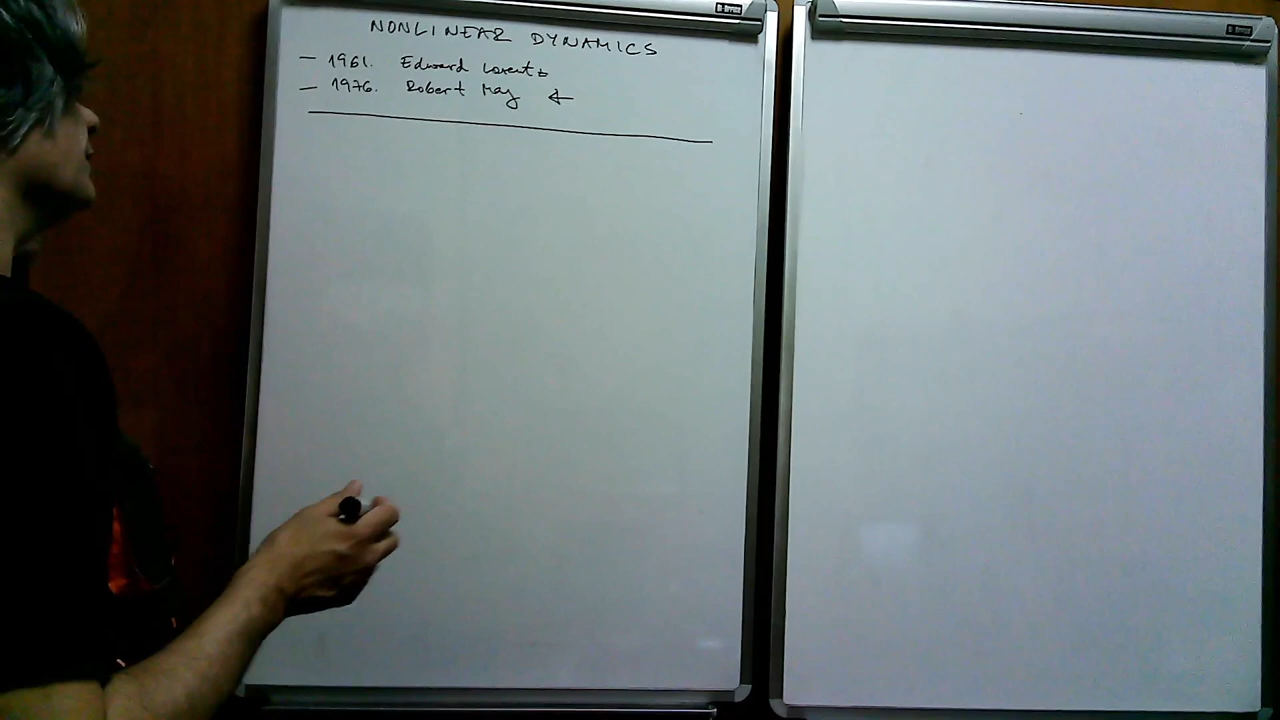 NONLINEAR DYNAMICS
— 1961. Edward Lorentz
— 1976. Robert May ←